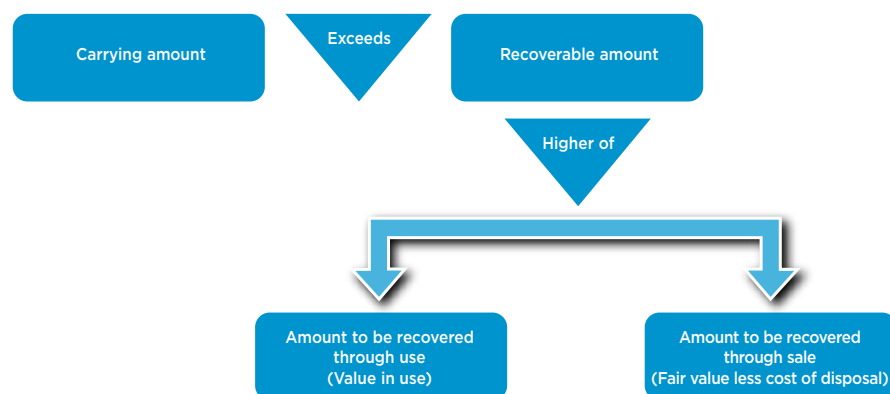 Carrying amount
Exceeds
Recoverable amount
Higher of
Amount to be recovered
through use
(Value in use)
Amount to be recovered
through sale
(Fair value less cost of disposal)